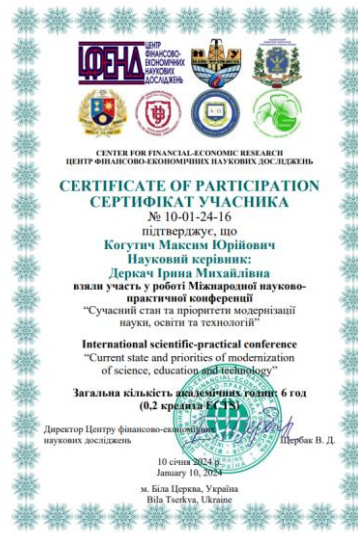 ЦФЕНД
ЦЕНТР
ФІНАНСОВО-
ЕКОНОМІЧНИХ
НАУКОВИХ
ДОСЛІДЖЕНЬ
CENTER FOR FINANCIAL-ECONOMIC RESEARCH
ЦЕНТР ФІНАНСОВО-ЕКОНОМІЧНИХ НАУКОВИХ ДОСЛІДЖЕНЬ
CERTIFICATE OF PARTICIPATION
СЕРТИФІКАТ УЧАСНИКА
№ 10-01-24-16
підтверджує, що
Когутич Максим Юрійович
Науковий керівник:
Деркач Ірина Михайлівна
взяли участь у роботі Міжнародної науково-
практичної конференції
“Сучасний стан та пріоритети модернізації
науки, освіти та технологій”
International scientific-practical conference
“Current state and priorities of modernization
of science, education and technology”
Загальна кількість академічних годин: 6 год
(0,2 кредита ECTS)
Директор Центру фінансово-економічних
наукових досліджень
Щербак В. Д.
10 січня 2024 р.
January 10, 2024
м. Біла Церква, Україна
Bila Tserkva, Ukraine